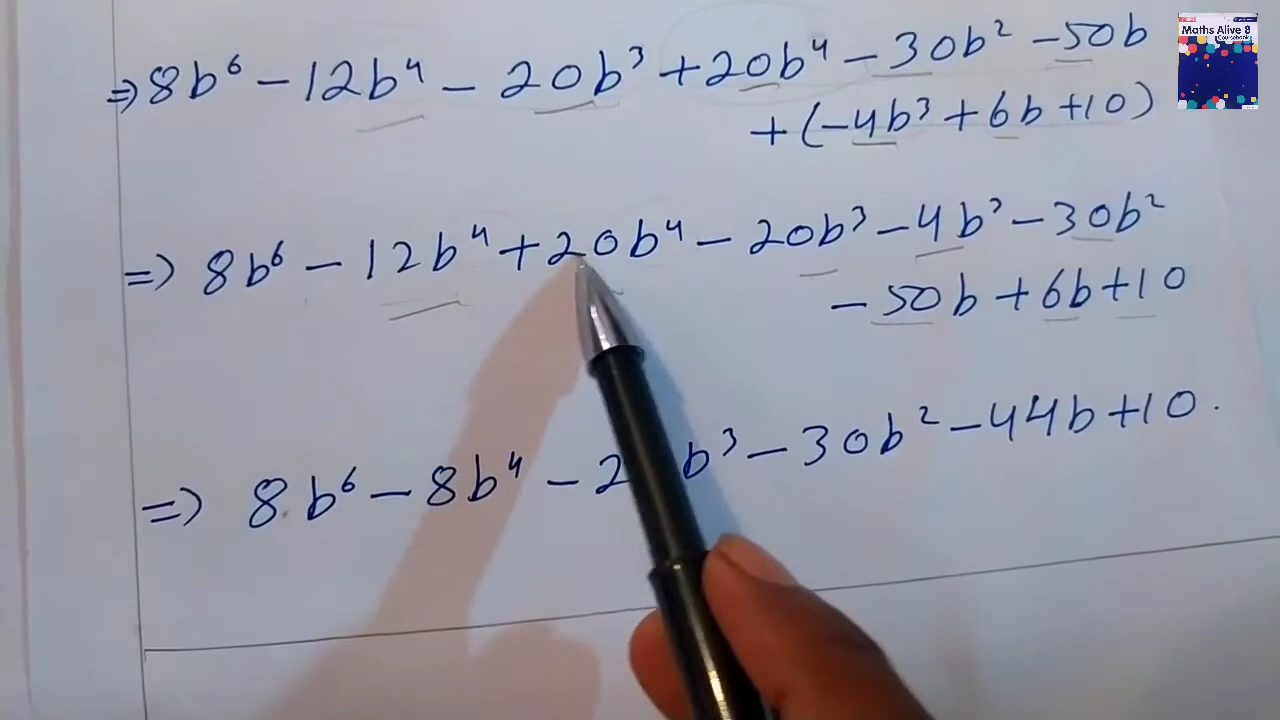 ⇒ 8b⁶ − 12b⁴ − 20b³ + 20b⁴ − 30b² − 50b
+ (−4b³ + 6b + 10)
⇒ 8b⁶ − 12b⁴ + 20b⁴ − 20b³ − 4b³ − 30b²
− 50b + 6b + 10
⇒ 8b⁶ − 8b⁴ − 2 b³ − 30b² − 44b + 10.
Maths Alive 8
Coursebook